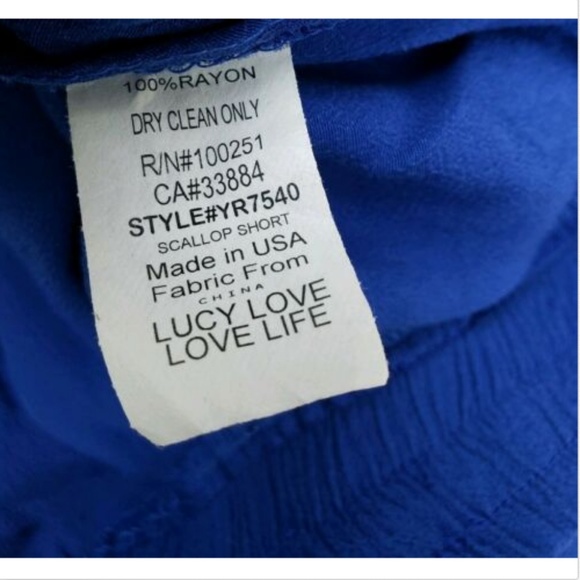 100%RAYON
DRY CLEAN ONLY
R/N#100251
CA#33884
STYLE#YR7540
SCALLOP SHORT
Made in USA
Fabric From
CHINA
LUCY LOVE
LOVE LIFE